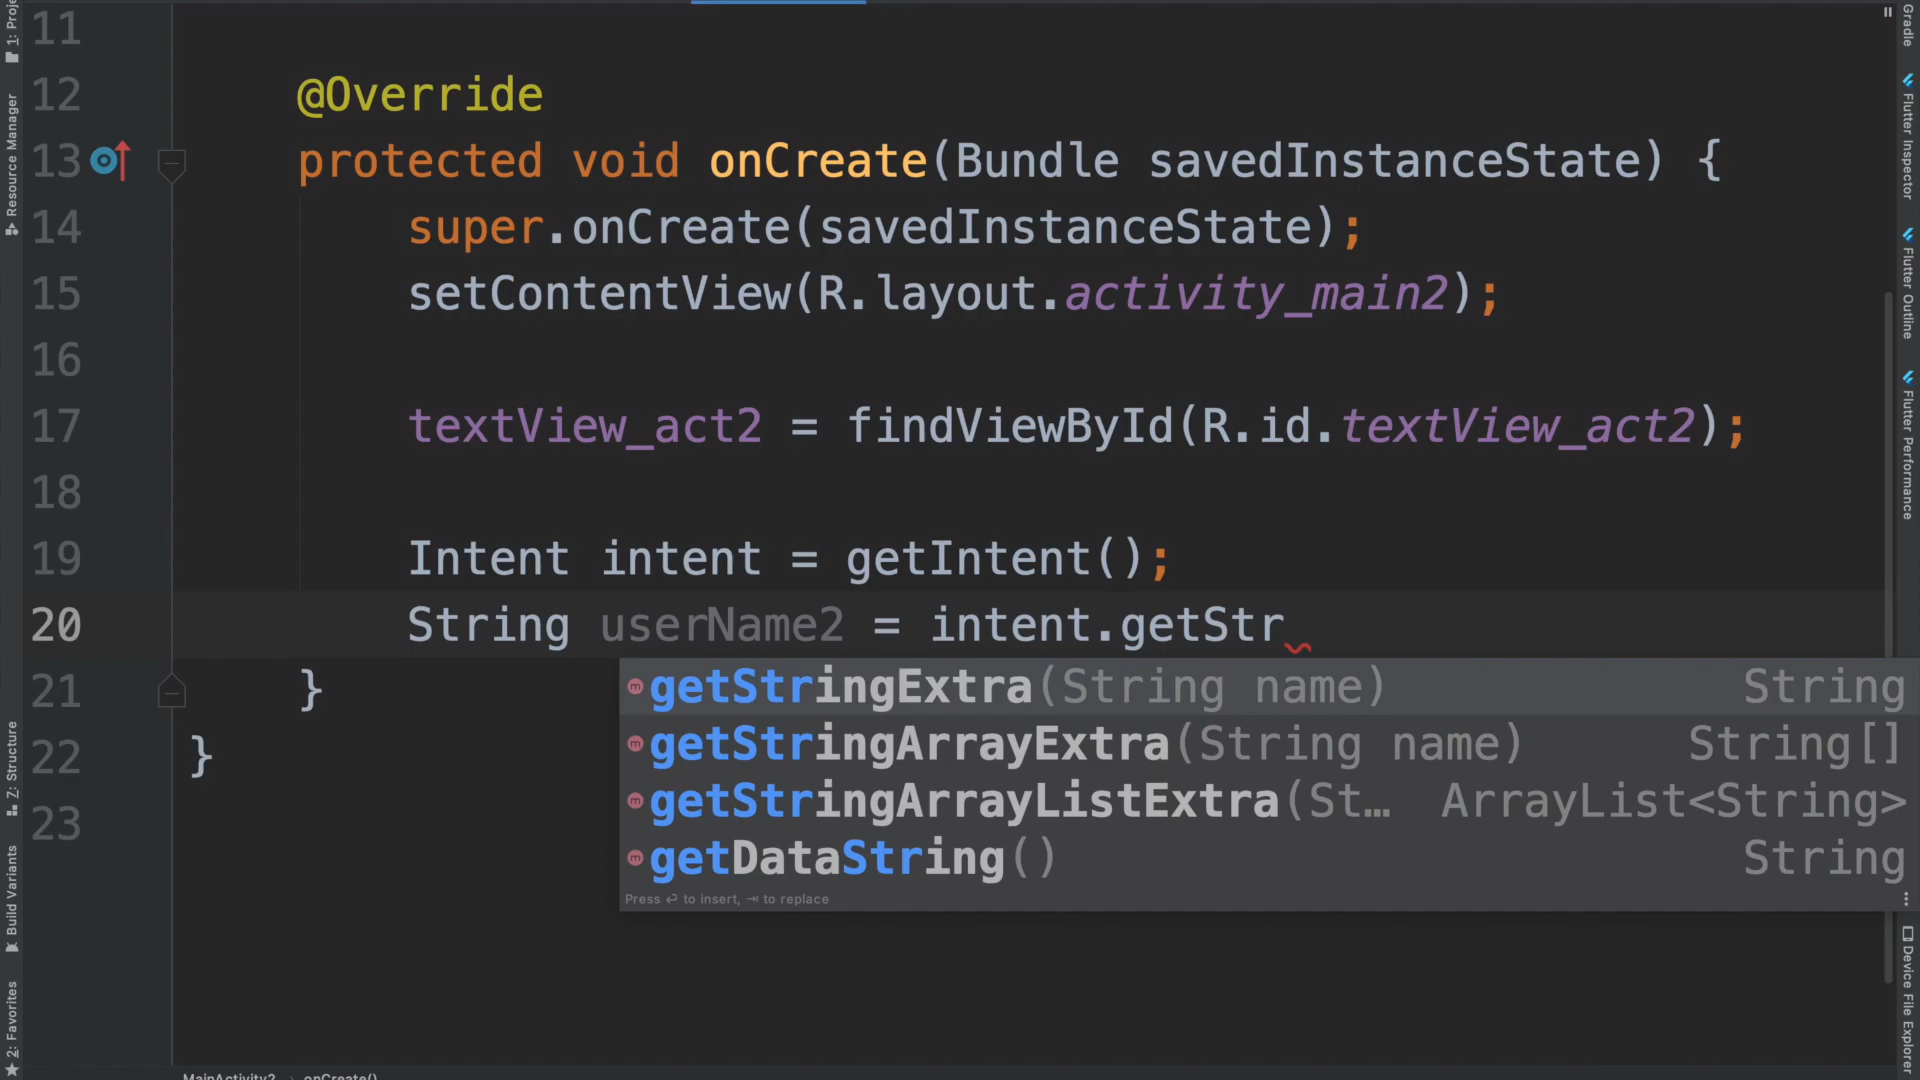 11
12 @Override
13 protected void onCreate(Bundle savedInstanceState) {
14 super.onCreate(savedInstanceState);
15 setContentView(R.layout.activity_main2);
16
17 textView_act2 = findViewById(R.id.textView_act2);
18
19 Intent intent = getIntent();
20 String userName2 = intent.getStr
21 }
22 }
23
getStringExtra(String name) String
getStringArrayExtra(String name) String[]
getStringArrayListExtra(St… ArrayList<String>
getDataString() String
Press ↵ to insert, ⇥ to replace
1: Proje
Resource Manager
Z: Structure
Build Variants
2: Favorites
Gradle
Flutter Inspector
Flutter Outline
Flutter Performance
Device File Explorer
MainActivity2 › onCreate()